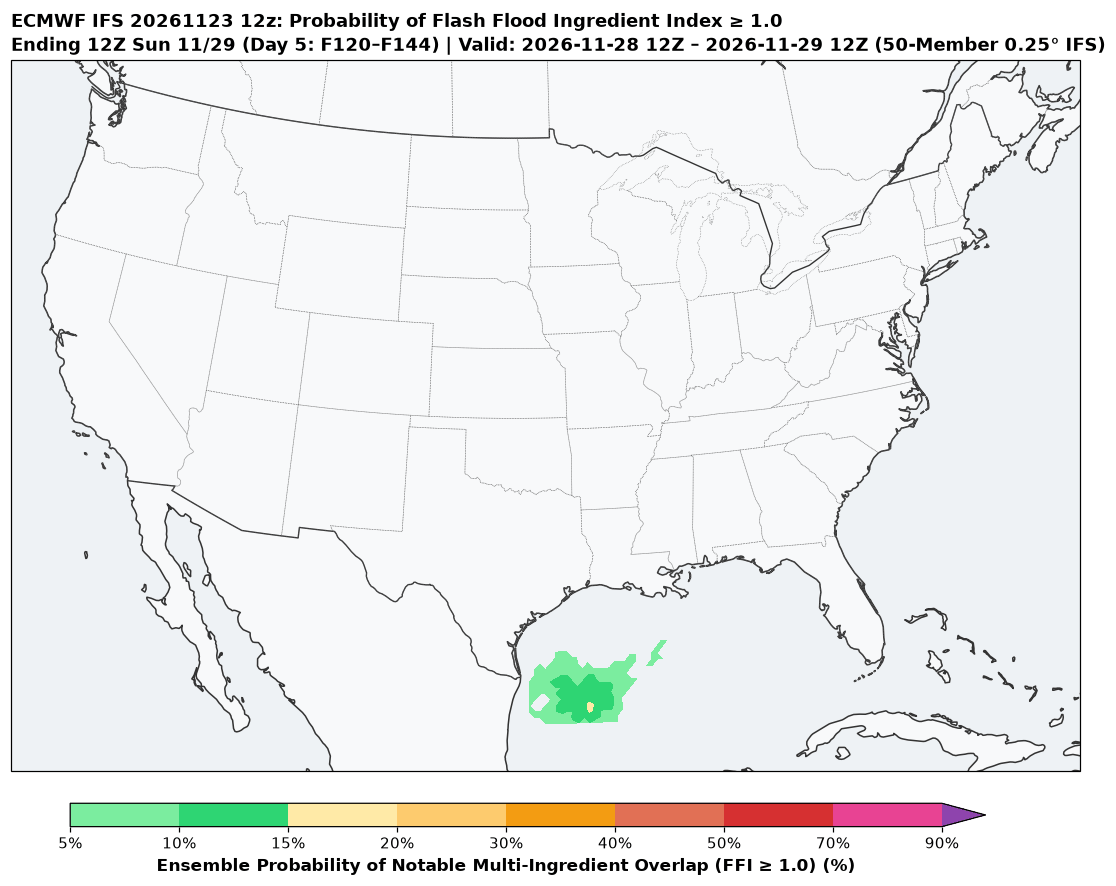 ECMWF IFS 20261123 12z: Probability of Flash Flood Ingredient Index ≥ 1.0
Ending 12Z Sun 11/29 (Day 5: F120–F144) | Valid: 2026-11-28 12Z – 2026-11-29 12Z (50-Member 0.25° IFS)
5% 10% 15% 20% 30% 40% 50% 70% 90%
Ensemble Probability of Notable Multi-Ingredient Overlap (FFI ≥ 1.0) (%)